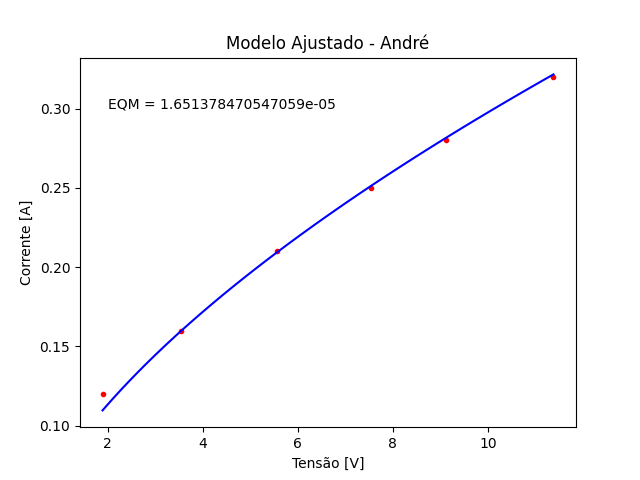 Modelo Ajustado - André
EQM = 1.651378470547059e-05
0.30
0.25
0.20
0.15
0.10
Corrente [A]
2 4 6 8 10
Tensão [V]